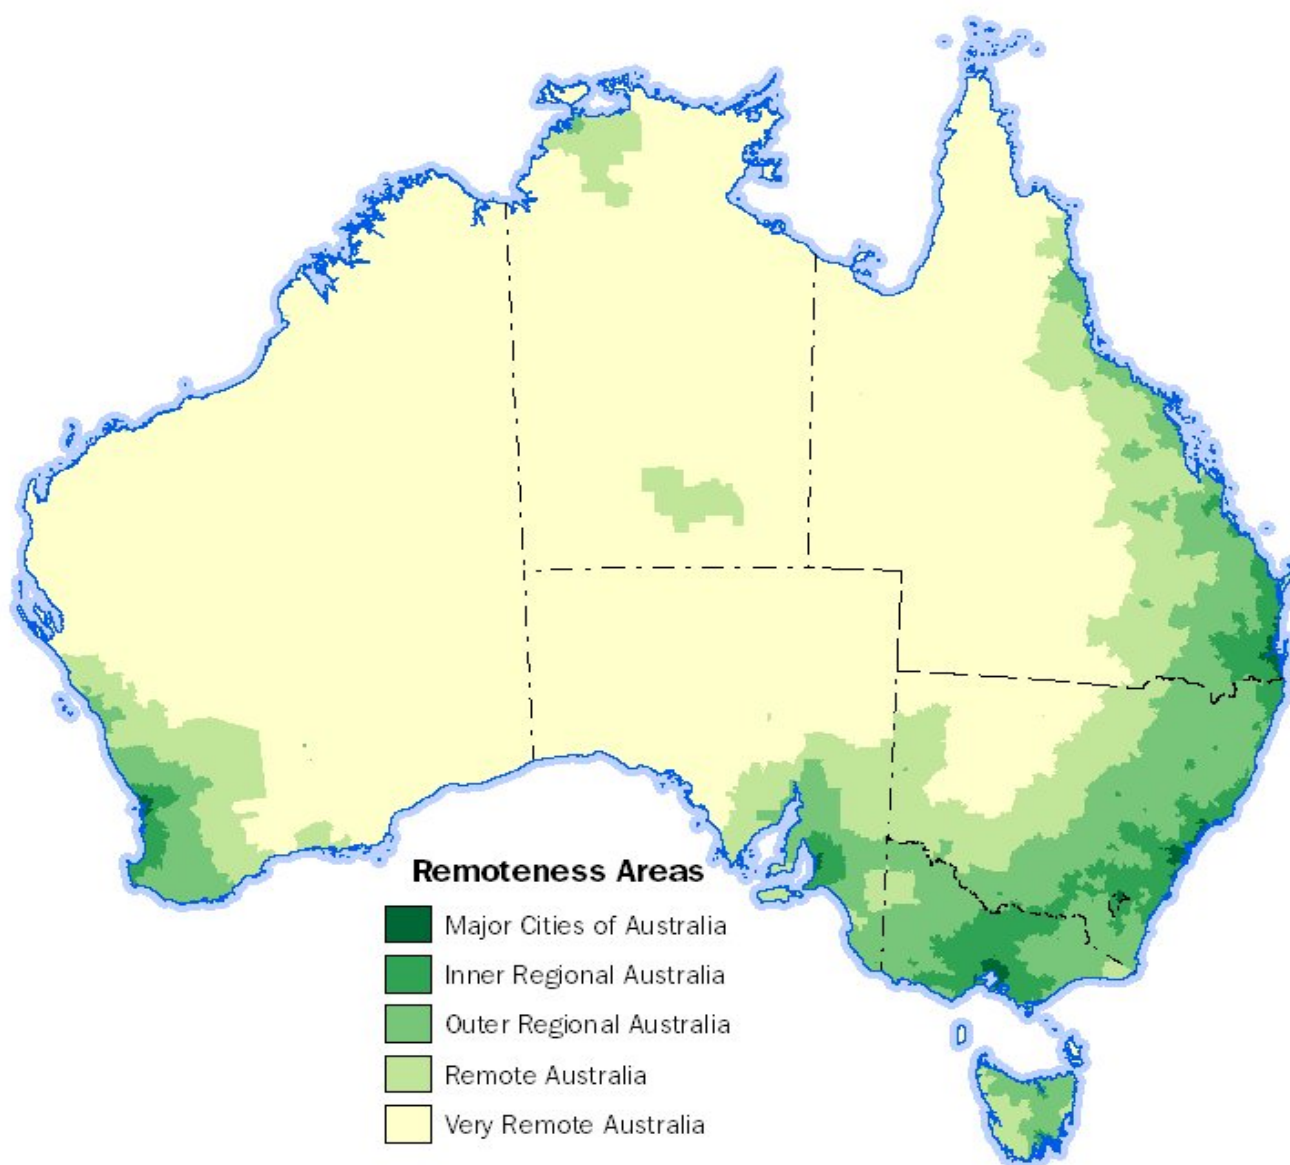 Remoteness Areas
Major Cities of Australia
Inner Regional Australia
Outer Regional Australia
Remote Australia
Very Remote Australia